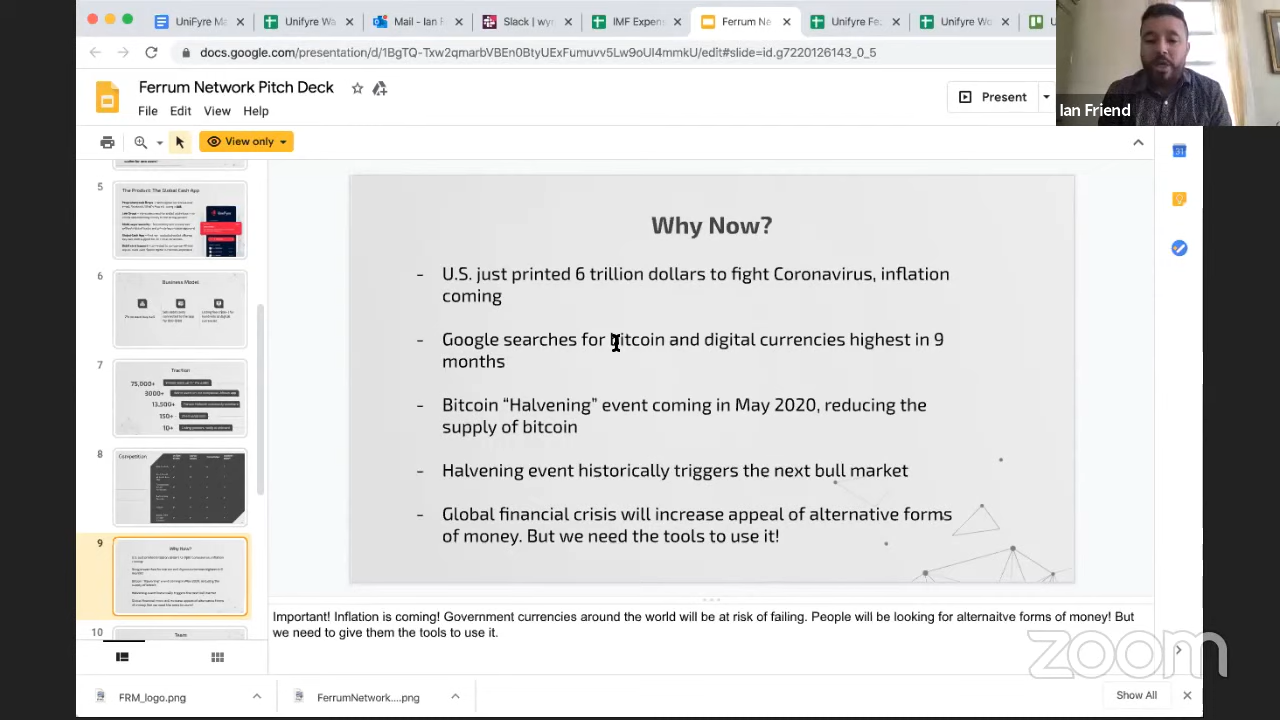 UniFyre M
Unifyre Wa
Mail - Ian F
Slack | wyr
IMF Expen
Ferrum Ne
Unifyre Fe
Unifyre Wo
U
docs.google.com/presentation/d/
/edit#slide=id.g7220126143_0_5
Ferrum Network Pitch Deck
File Edit View Help
Present
Ian Friend
View only
31
5
The Product: The Global Cash App
6
Business Model
7
Traction
75,000+
3000+
13,500+
150+
10+
8
Competition
9
Why Now?
10
Team
Why Now?
- U.S. just printed 6 trillion dollars to fight Coronavirus, inflation
coming
- Google searches for bitcoin and digital currencies highest in 9
months
- Bitcoin “Halvening” even coming in May 2020, reducing the
supply of bitcoin
- Halvening event historically triggers the next bull market
- Global financial crisis will increase appeal of alternative forms
of money. But we need the tools to use it!
Important! Inflation is coming! Government currencies around the world will be at risk of failing. People will be looking for alternaitve forms of money! But
we need to give them the tools to use it.
zoom
FRM_logo.png
FerrumNetwork....png
Show All